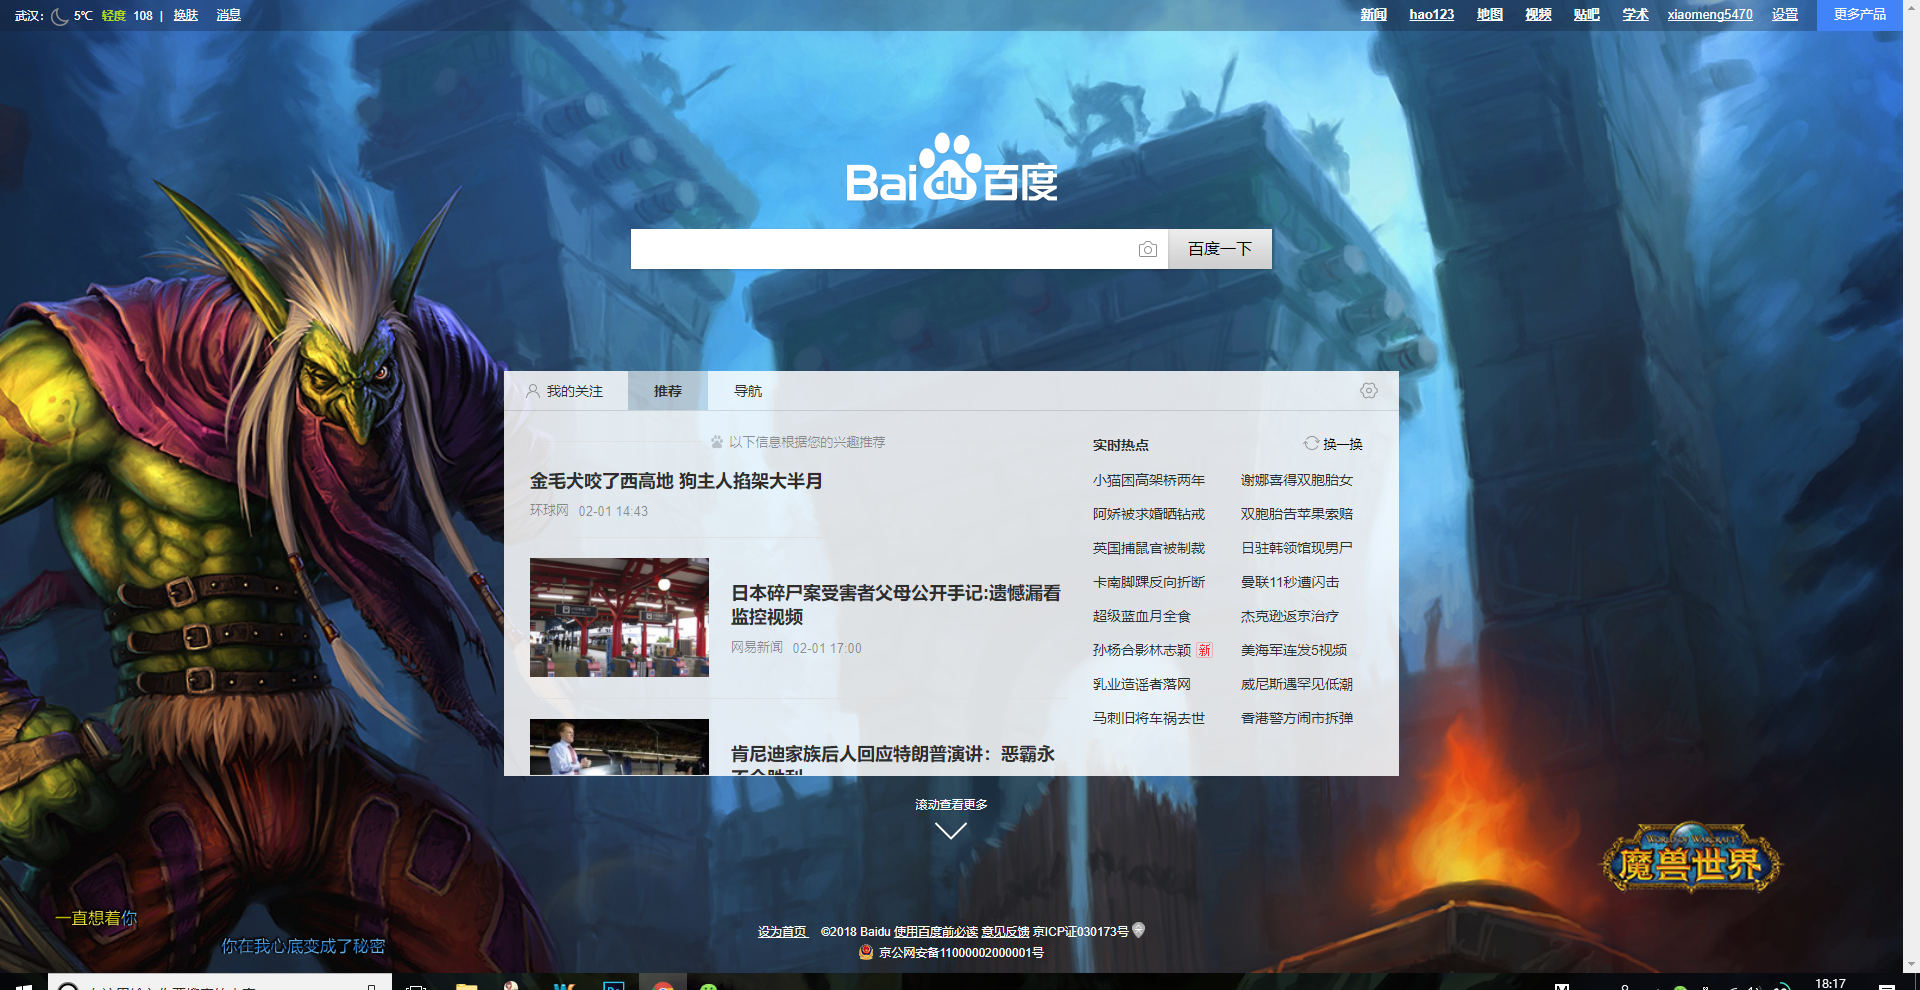 武汉： 5℃ 轻度 108 | 换肤 消息
新闻 hao123 地图 视频 贴吧 学术 xiaomeng5470 设置 更多产品
Bai du 百度
百度一下
我的关注 推荐 导航
以下信息根据您的兴趣推荐
金毛犬咬了西高地 狗主人掐架大半月
环球网 02-01 14:43
日本碎尸案受害者父母公开手记:遗憾漏看
监控视频
网易新闻 02-01 17:00
肯尼迪家族后人回应特朗普演讲：恶霸永
实时热点 换一换
小猫困高架桥两年 谢娜喜得双胞胎女
阿娇被求婚晒钻戒 双胞胎告苹果索赔
英国捕鼠官被制裁 日驻韩领馆现男尸
卡南脚踝反向折断 曼联11秒遭闪击
超级蓝血月全食 杰克逊返京治疗
孙杨合影林志颖 新 美海军连发5视频
乳业造谣者落网 威尼斯遇罕见低潮
马刺旧将车祸去世 香港警方闹市拆弹
滚动查看更多
WORLD OF WARCRAFT
魔兽世界
一直想着你
你在我心底变成了秘密
设为首页 ©2018 Baidu 使用百度前必读 意见反馈 京ICP证030173号
京公网安备11000002000001号
18:17